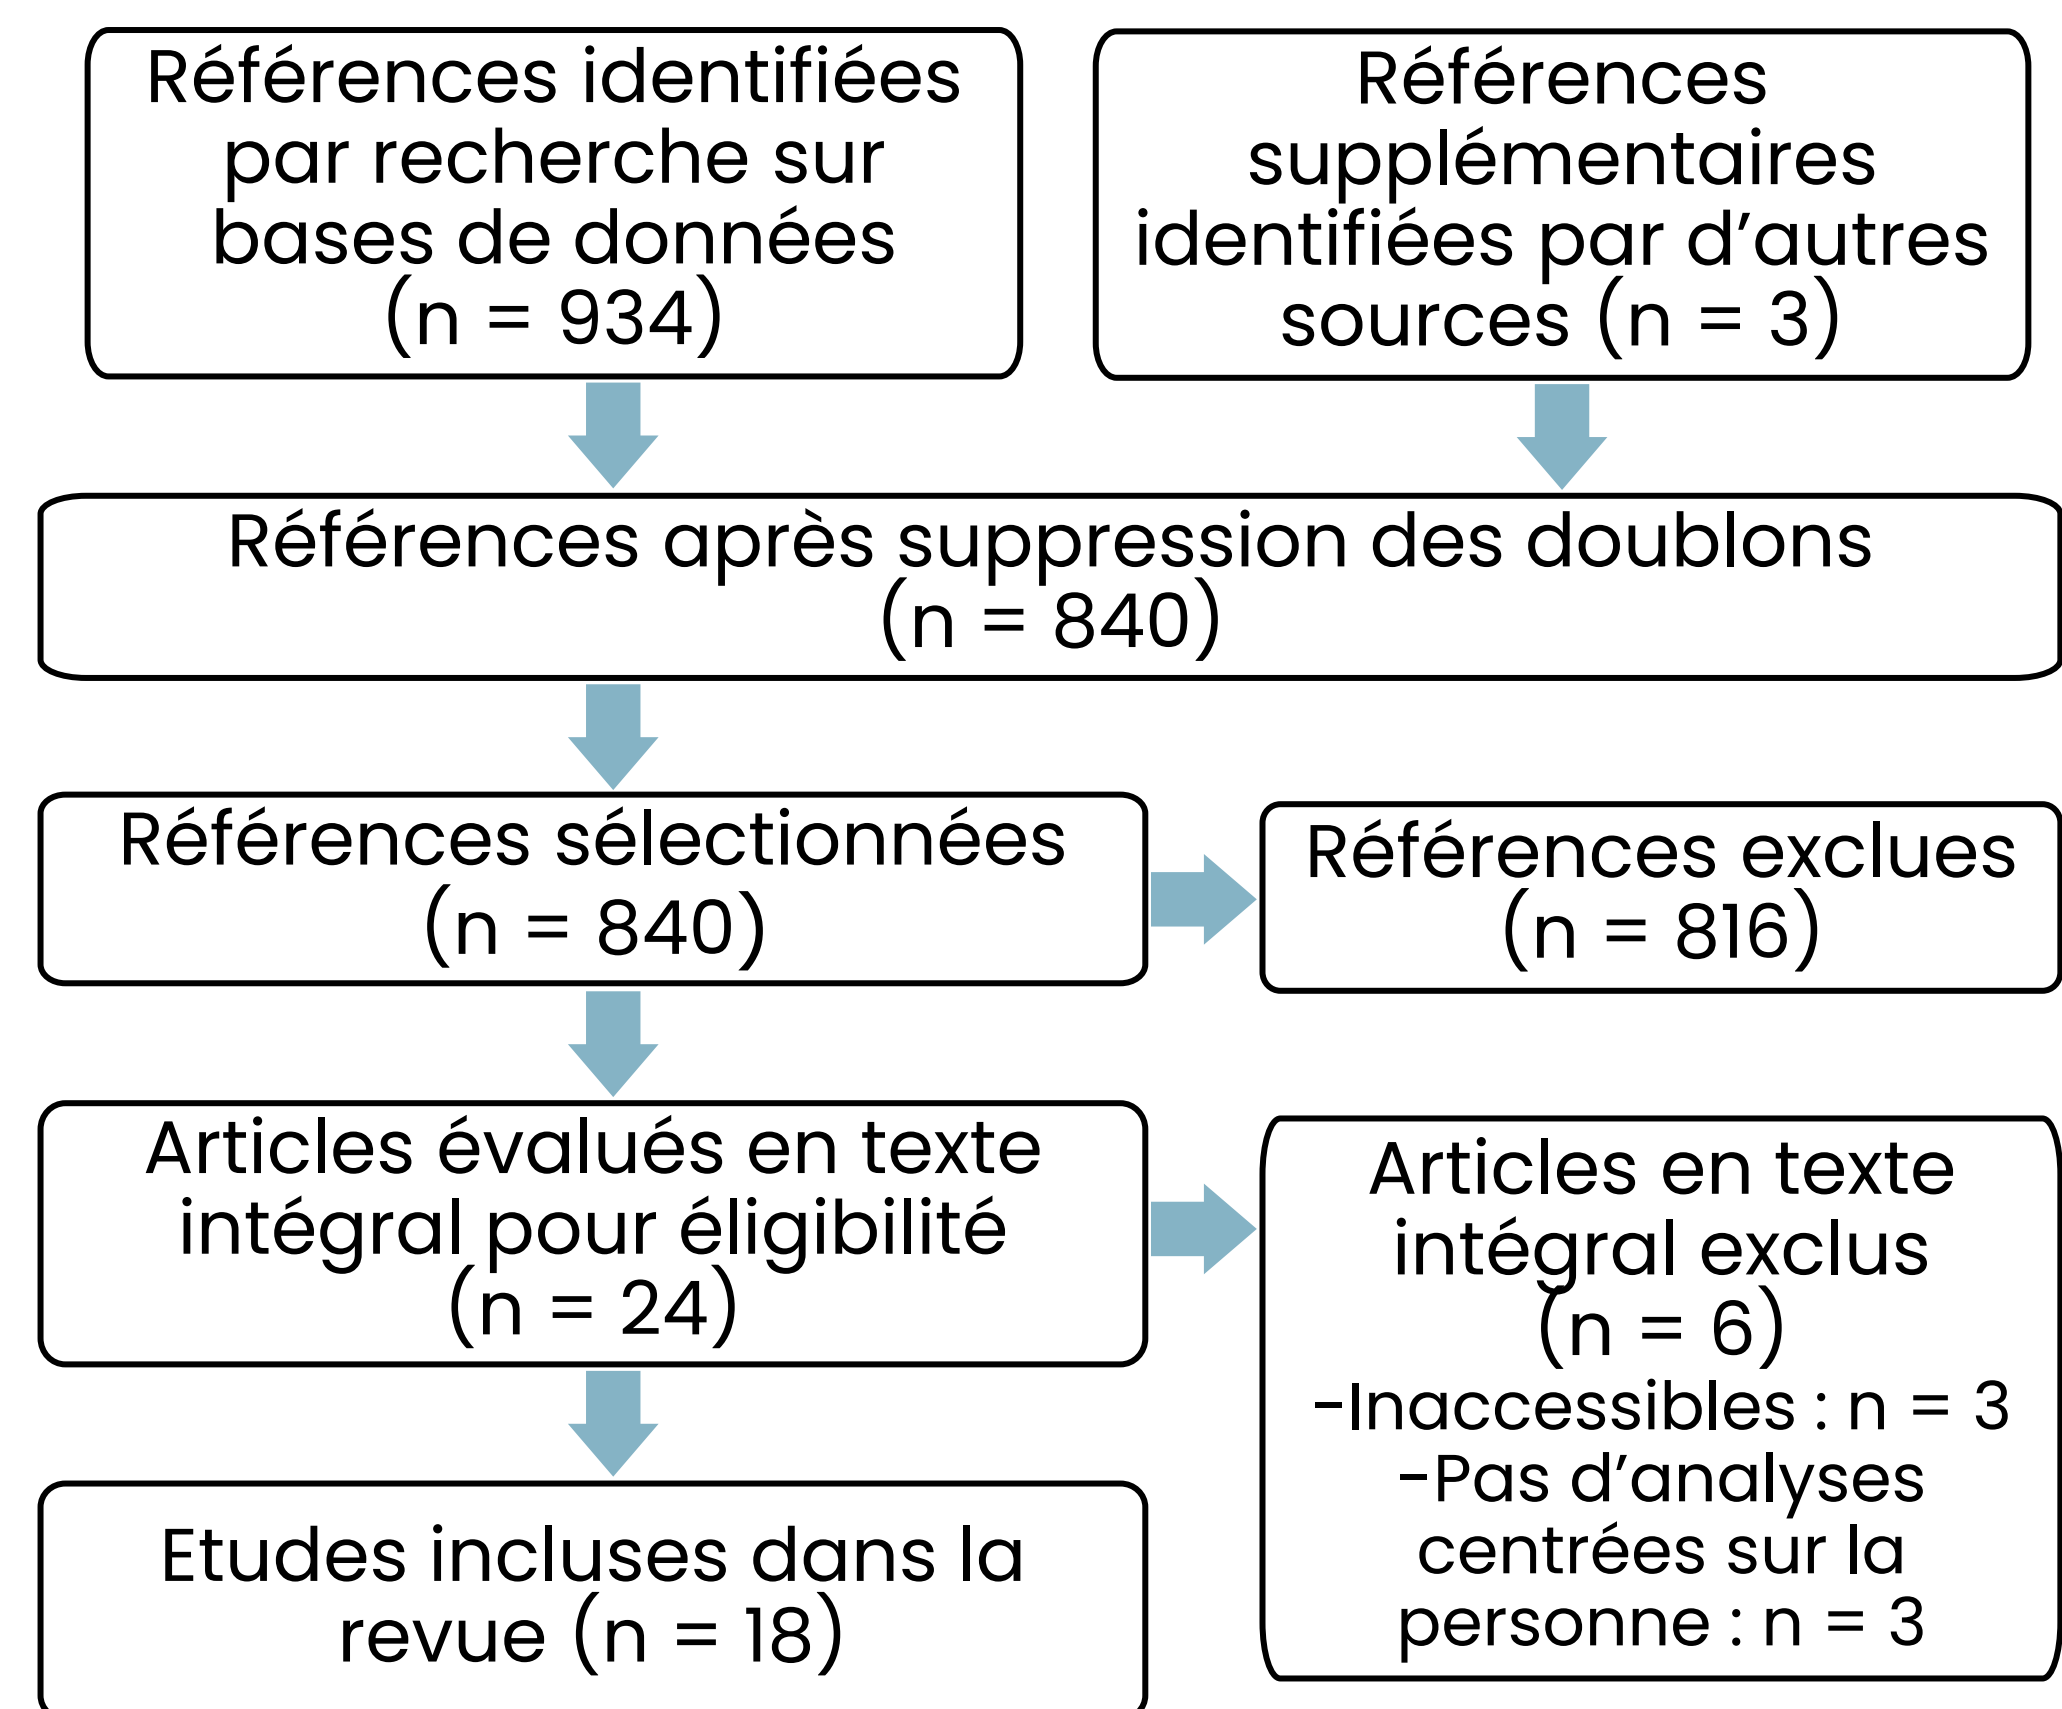 Références identifiées
par recherche sur
bases de données
(n = 934)
Références
supplémentaires
identifiées par d’autres
sources (n = 3)
Références après suppression des doublons
(n = 840)
Références sélectionnées
(n = 840)
Références exclues
(n = 816)
Articles évalués en texte
intégral pour éligibilité
(n = 24)
Articles en texte
intégral exclus
(n = 6)
-Inaccessibles : n = 3
-Pas d’analyses
centrées sur la
personne : n = 3
Etudes incluses dans la
revue (n = 18)